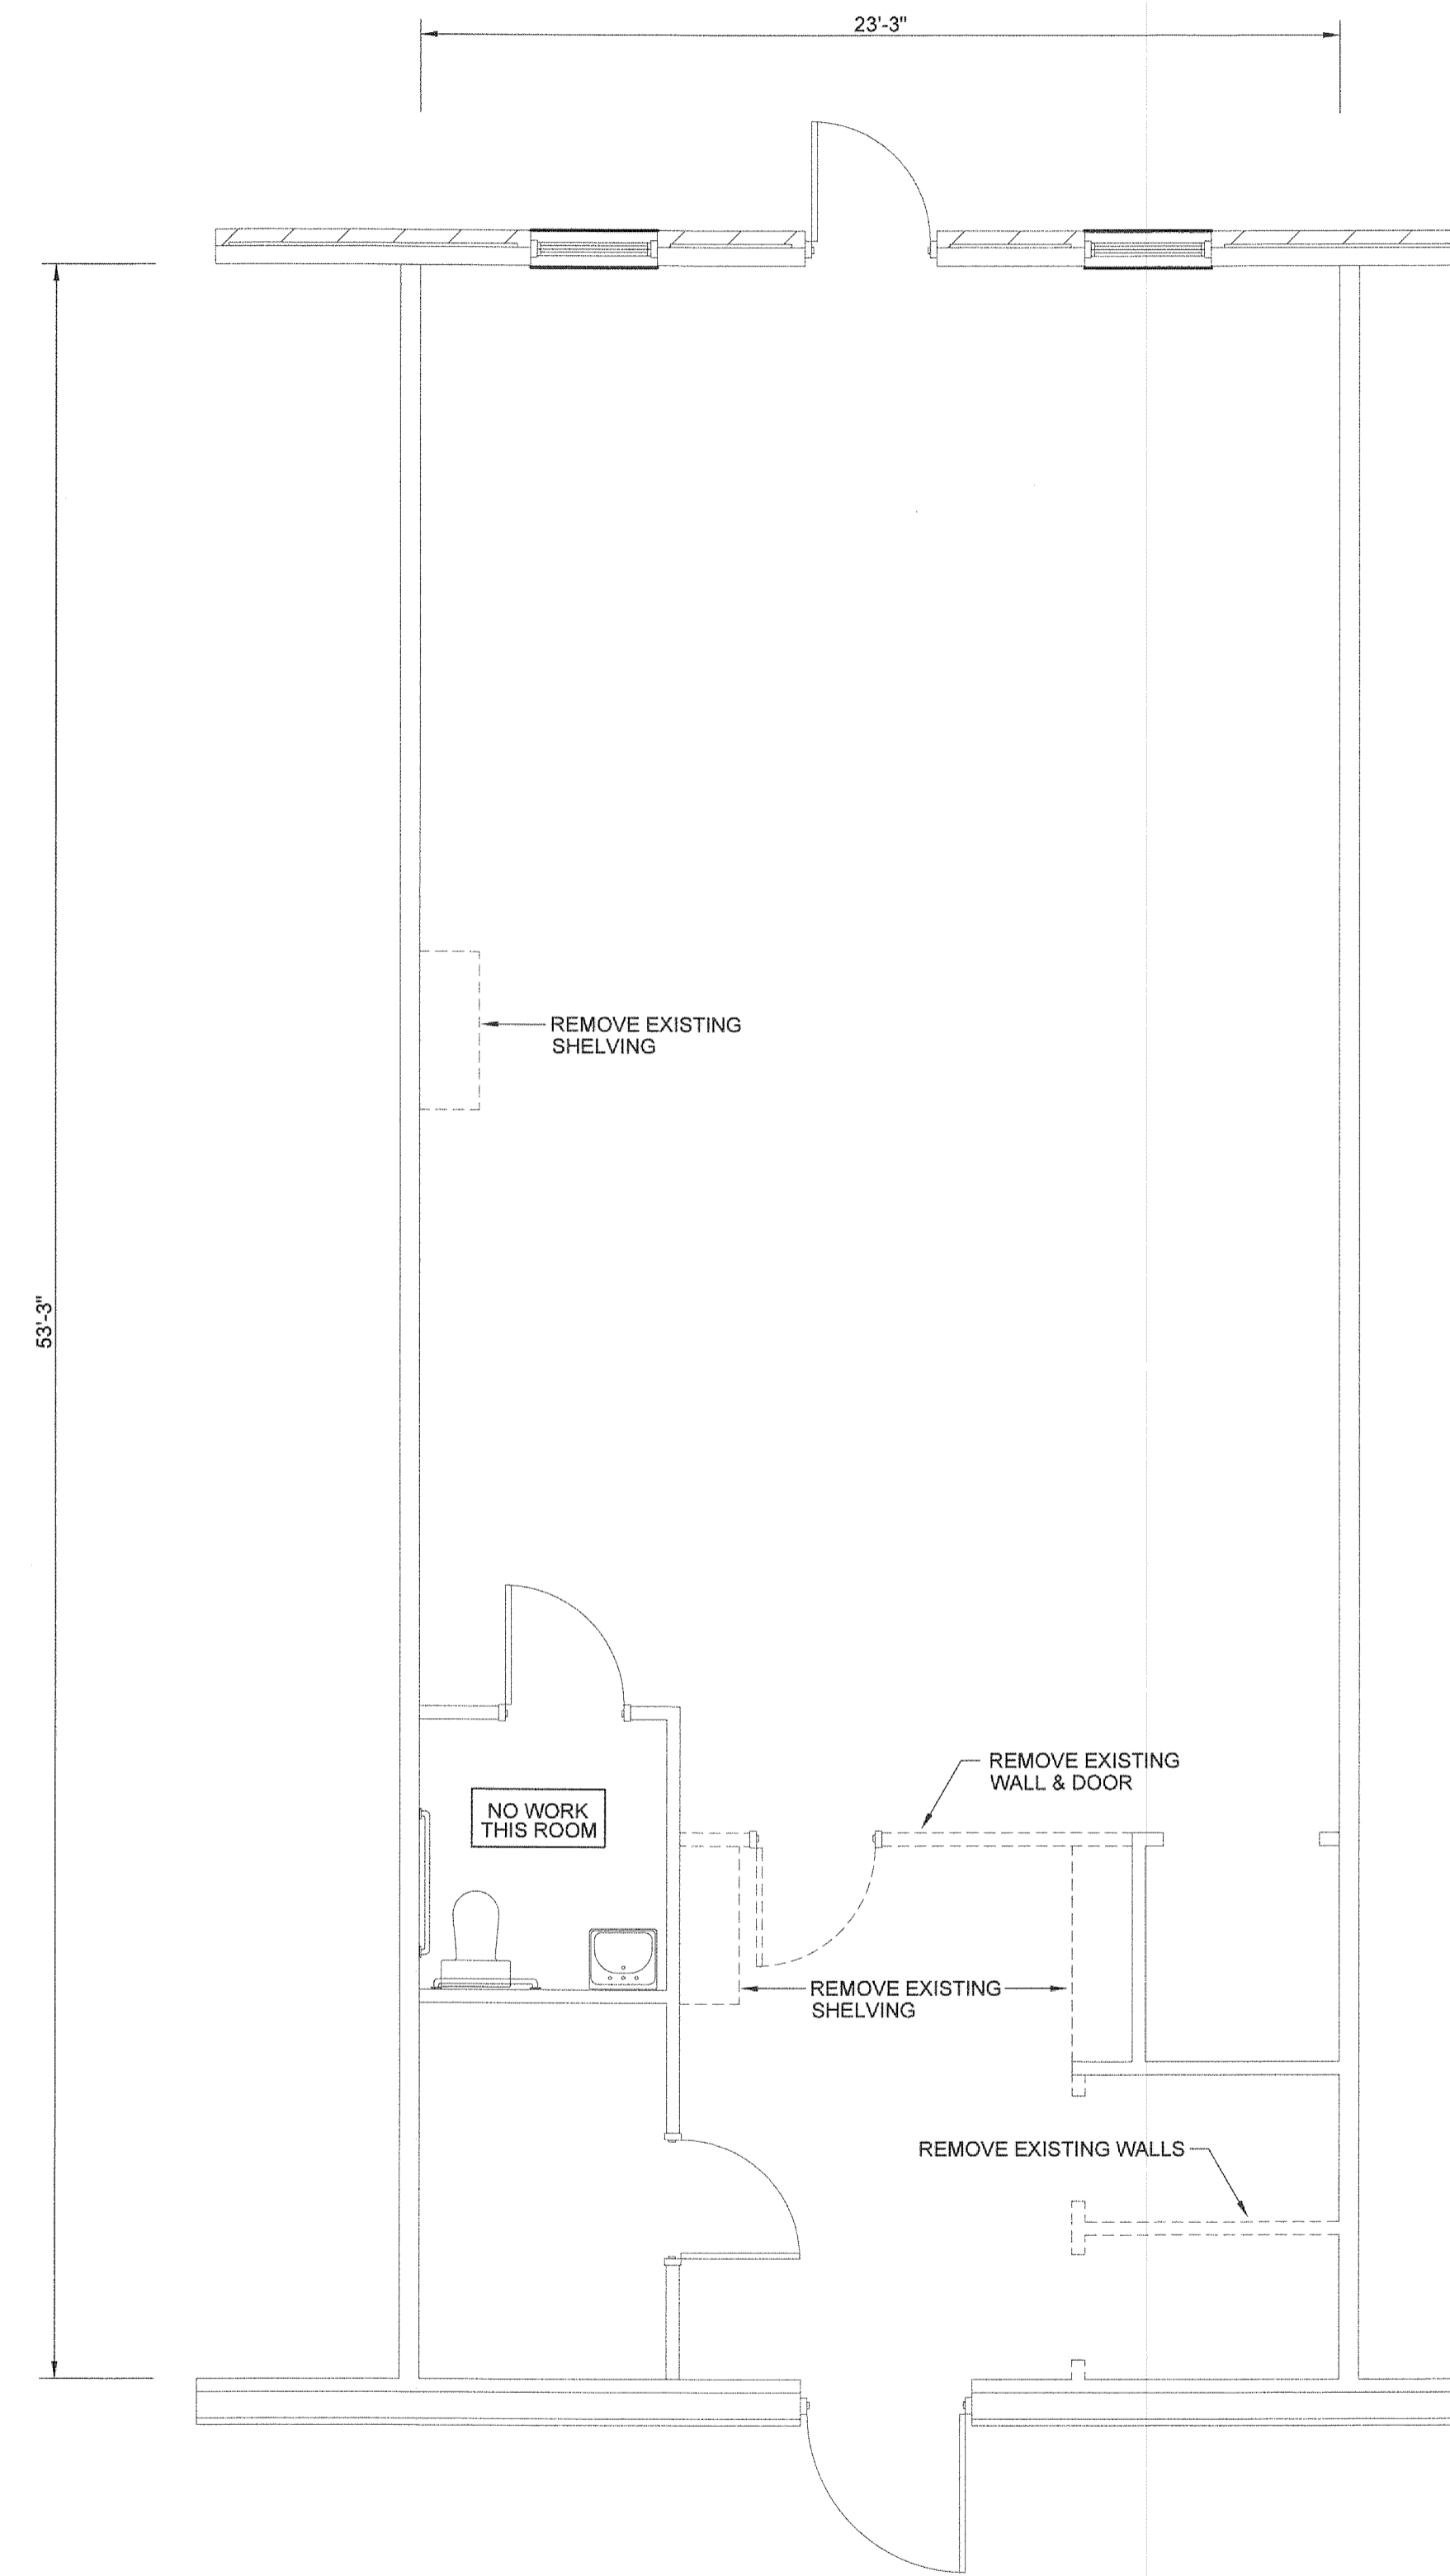 23'-3"
REMOVE EXISTING
SHELVING
53'-3"
REMOVE EXISTING
WALL & DOOR
NO WORK
THIS ROOM
REMOVE EXISTING
SHELVING
REMOVE EXISTING WALLS